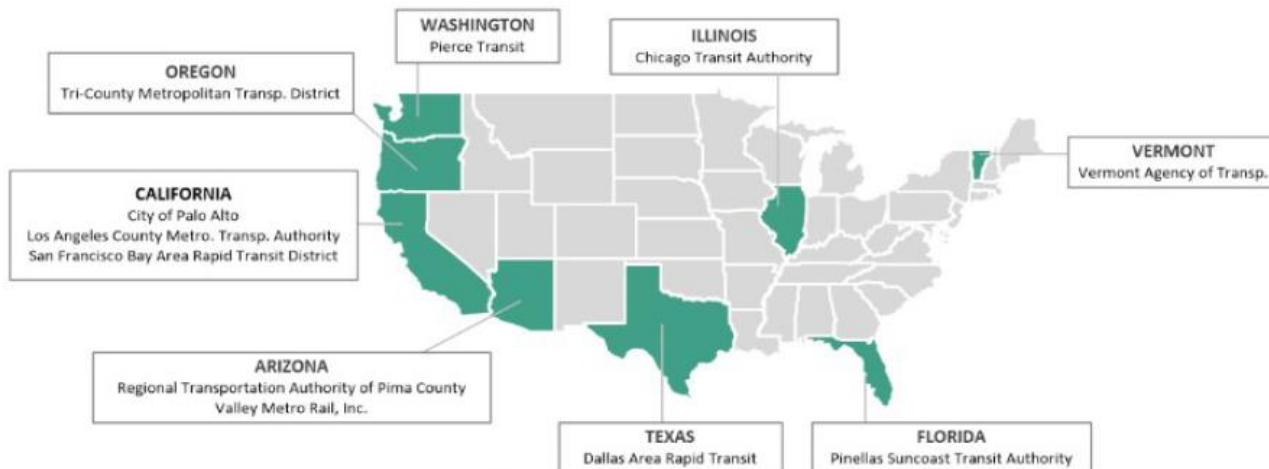 WASHINGTON
Pierce Transit
ILLINOIS
Chicago Transit Authority
OREGON
Tri-County Metropolitan Transp. District
VERMONT
Vermont Agency of Transp.
CALIFORNIA
City of Palo Alto
Los Angeles County Metro. Transp. Authority
San Francisco Bay Area Rapid Transit District
ARIZONA
Regional Transportation Authority of Pima County
Valley Metro Rail, Inc.
TEXAS
Dallas Area Rapid Transit
FLORIDA
Pinellas Suncoast Transit Authority